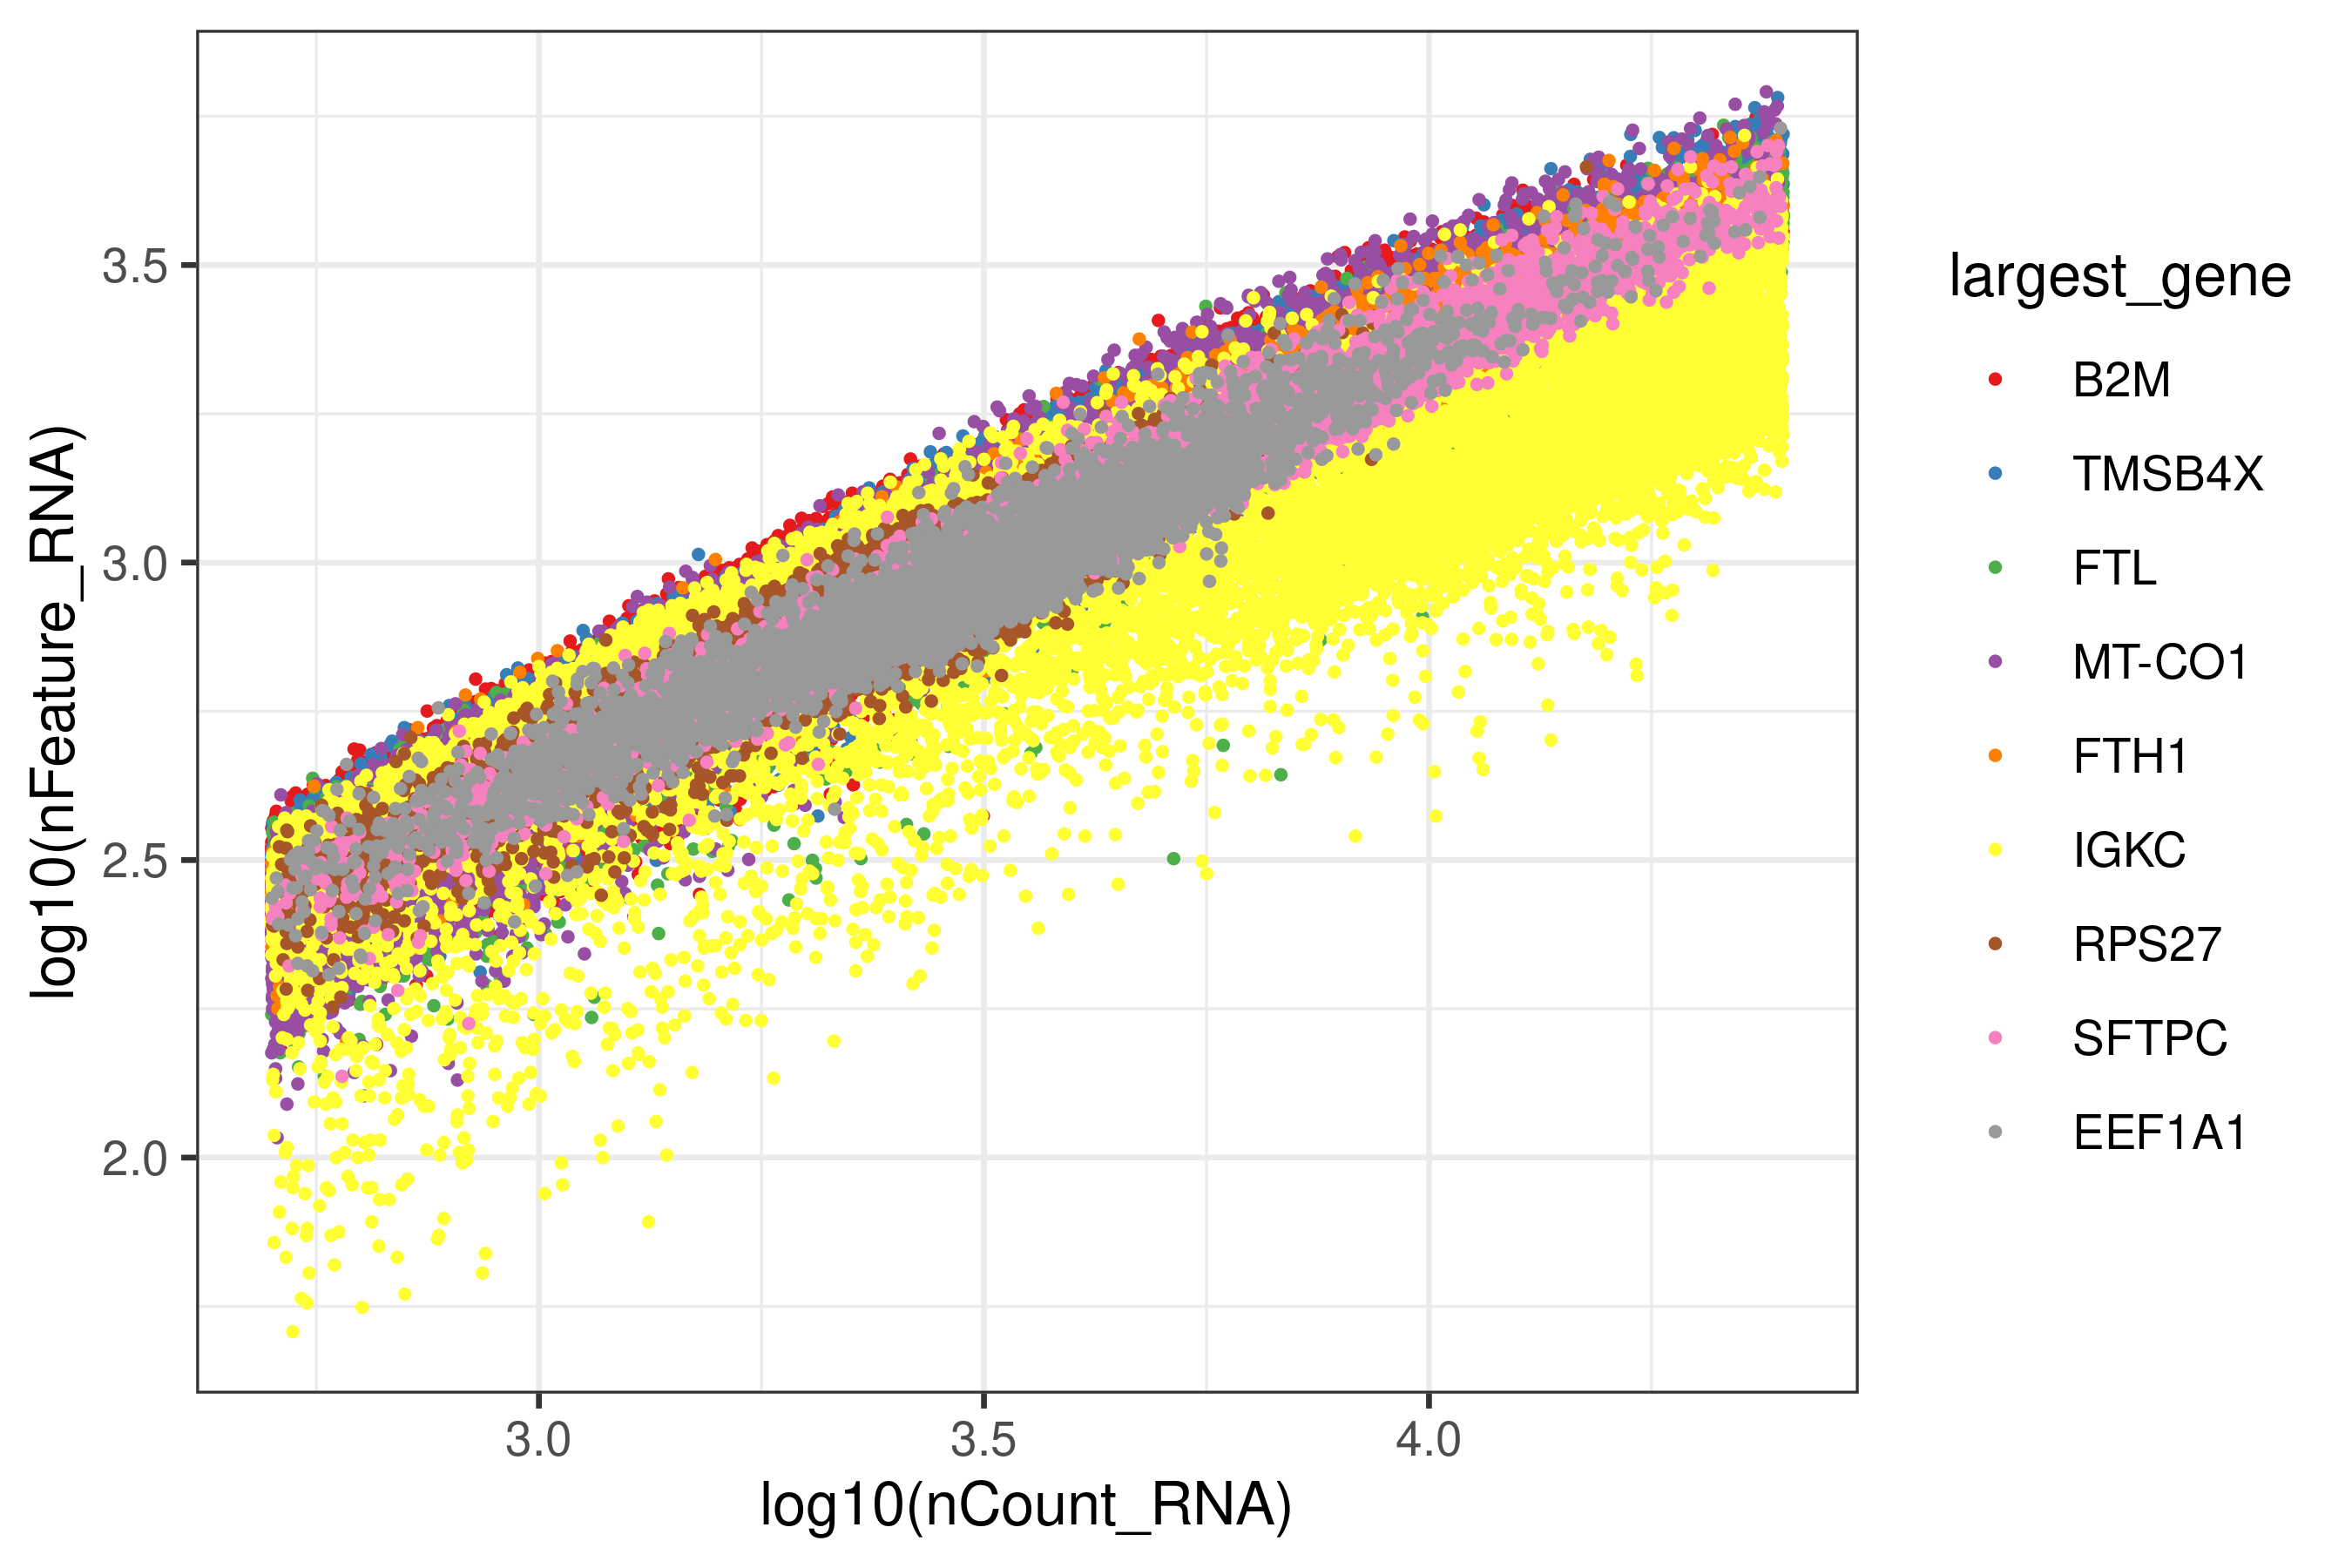 log10(nFeature_RNA)
3.5
3.0
2.5
2.0
3.0
3.5
4.0
log10(nCount_RNA)
largest_gene
B2M
TMSB4X
FTL
MT-CO1
FTH1
IGKC
RPS27
SFTPC
EEF1A1